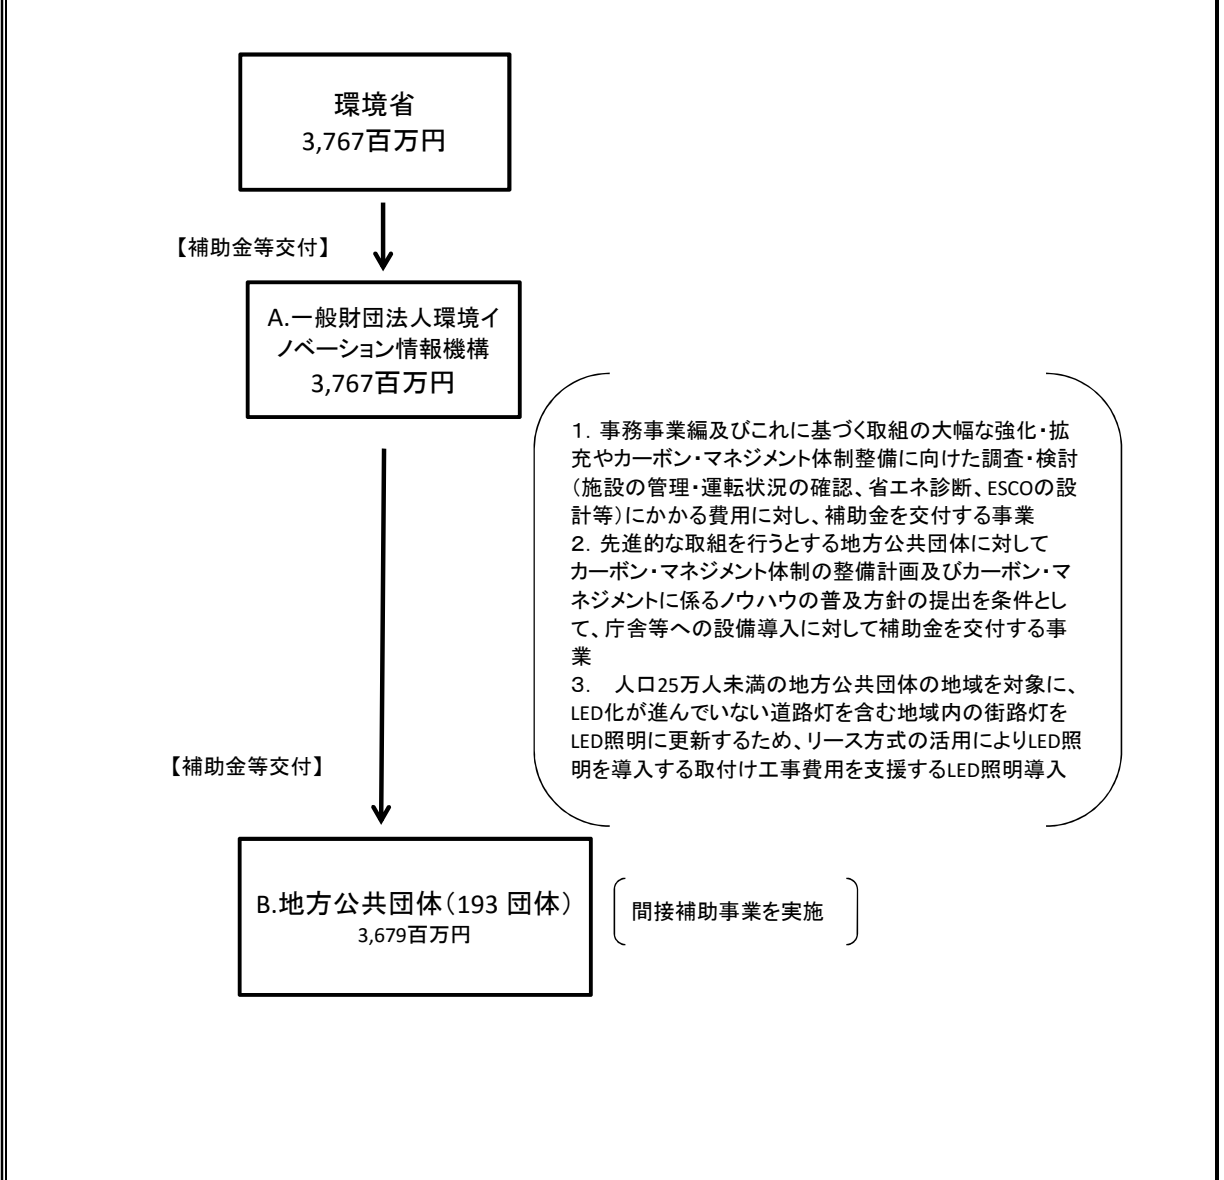 環境省
3,767百万円
【補助金等交付】
A.一般財団法人環境イ
ノベーション情報機構
3,767百万円
1．事務事業編及びこれに基づく取組の大幅な強化・拡
充やカーボン・マネジメント体制整備に向けた調査・検討
（施設の管理・運転状況の確認、省エネ診断、ESCOの設
計等）にかかる費用に対し、補助金を交付する事業
2．先進的な取組を行うとする地方公共団体に対して
カーボン・マネジメント体制の整備計画及びカーボン・マ
ネジメントに係るノウハウの普及方針の提出を条件とし
て、庁舎等への設備導入に対して補助金を交付する事
業
3．　人口25万人未満の地方公共団体の地域を対象に、
LED化が進んでいない道路灯を含む地域内の街路灯を
LED照明に更新するため、リース方式の活用によりLED照
明を導入する取付け工事費用を支援するLED照明導入
【補助金等交付】
B.地方公共団体（193 団体）
3,679百万円
間接補助事業を実施